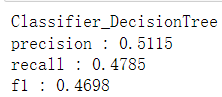 Classifier_DecisionTree
precision : 0.5115
recall : 0.4785
f1 : 0.4698